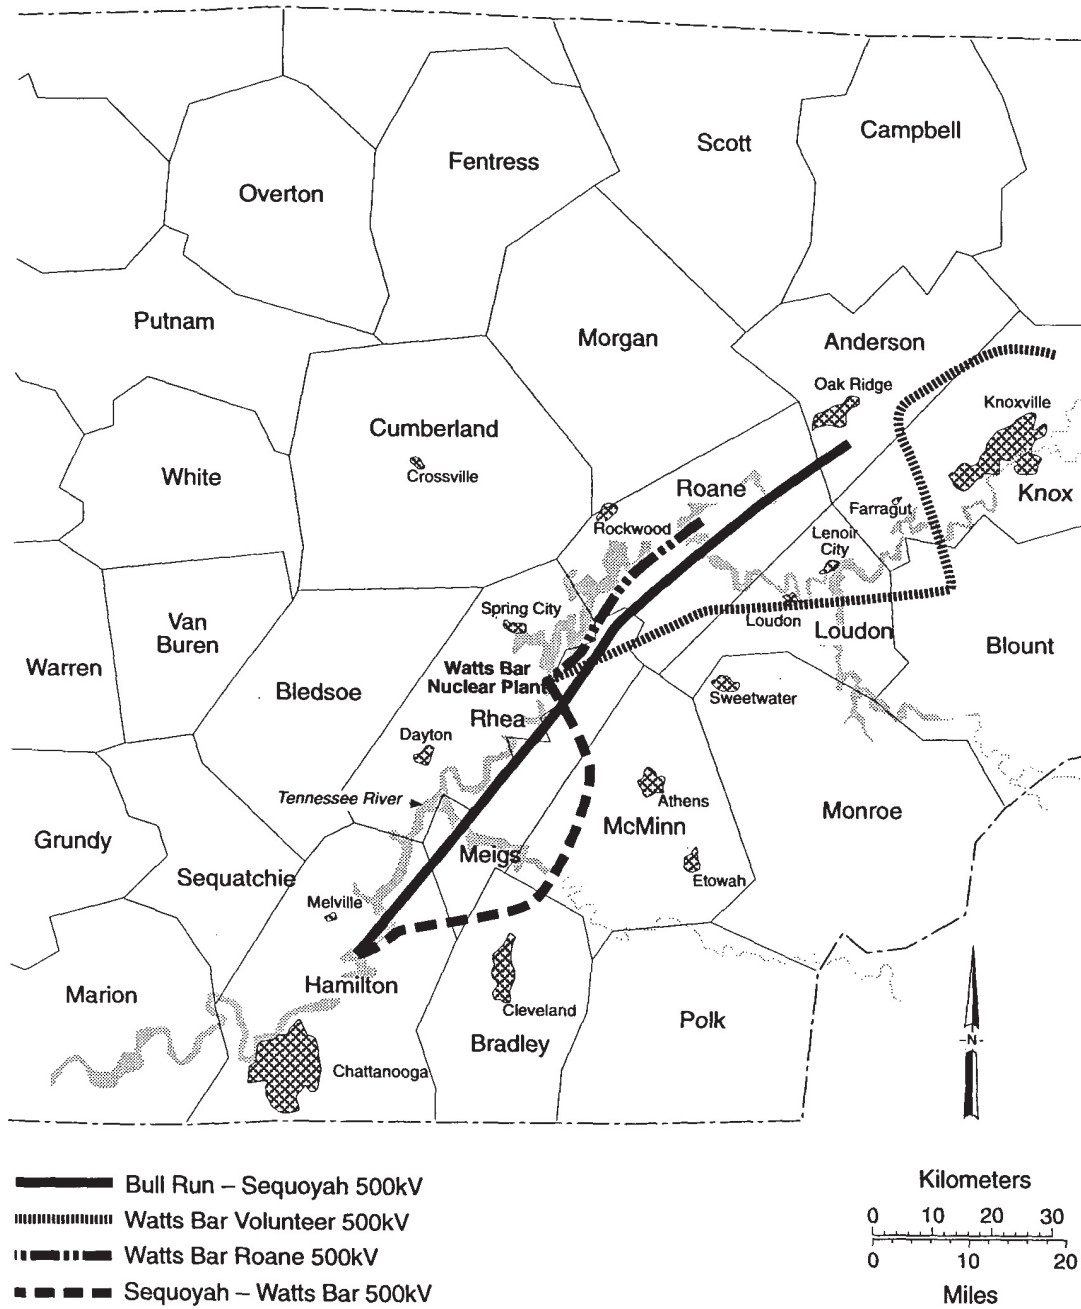 Scott
Campbell
Fentress
Overton
Putnam
Morgan
Anderson
Oak Ridge
Knoxville
Cumberland
Crossville
White
Roane
Knox
Farragut
Rockwood
Lenoir
City
Spring City
Loudon
Loudon
Van
Buren
Blount
Warren
Watts Bar
Nuclear Plant
Bledsoe
Sweetwater
Rhea
Dayton
Tennessee River
Athens
Monroe
McMinn
Grundy
Meigs
Sequatchie
Etowah
Melville
Hamilton
Marion
Cleveland
Polk
Bradley
-N-
Chattanooga
Bull Run – Sequoyah 500kV
Watts Bar Volunteer 500kV
Watts Bar Roane 500kV
Sequoyah – Watts Bar 500kV
Kilometers
0 10 20 30
0 10 20
Miles